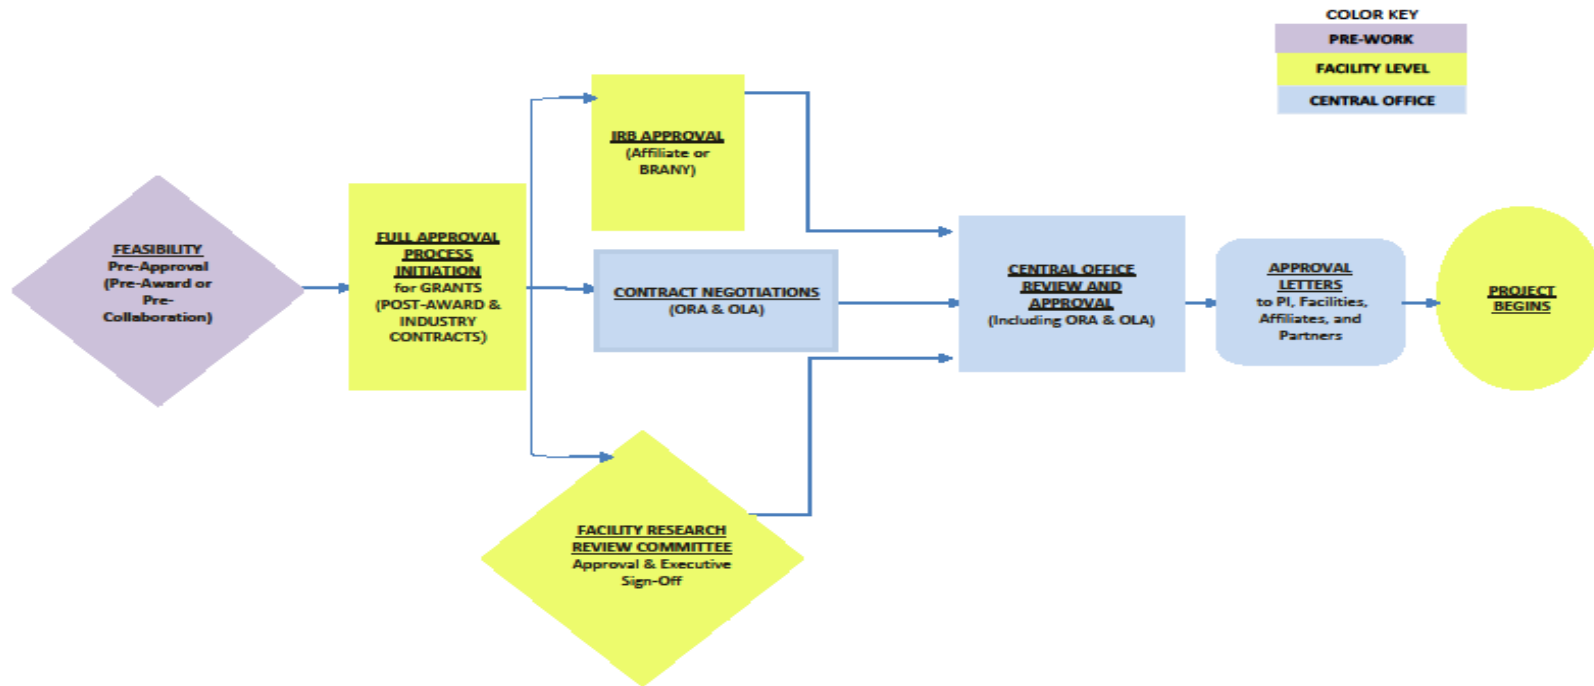 COLOR KEY
PRE-WORK
FACILITY LEVEL
CENTRAL OFFICE
FEASIBILITY
Pre-Approval
(Pre-Award or
Pre-
Collaboration)
FULL APPROVAL
PROCESS
INITIATION
for GRANTS
(POST-AWARD &
INDUSTRY
CONTRACTS)
IRB APPROVAL
(Affiliate or
BRANY)
CONTRACT NEGOTIATIONS
(ORA & OLA)
FACILITY RESEARCH
REVIEW COMMITTEE
Approval & Executive
Sign-Off
CENTRAL OFFICE
REVIEW AND
APPROVAL
(Including ORA & OLA)
APPROVAL
LETTERS
to PI, Facilities,
Affiliates, and
Partners
PROJECT
BEGINS